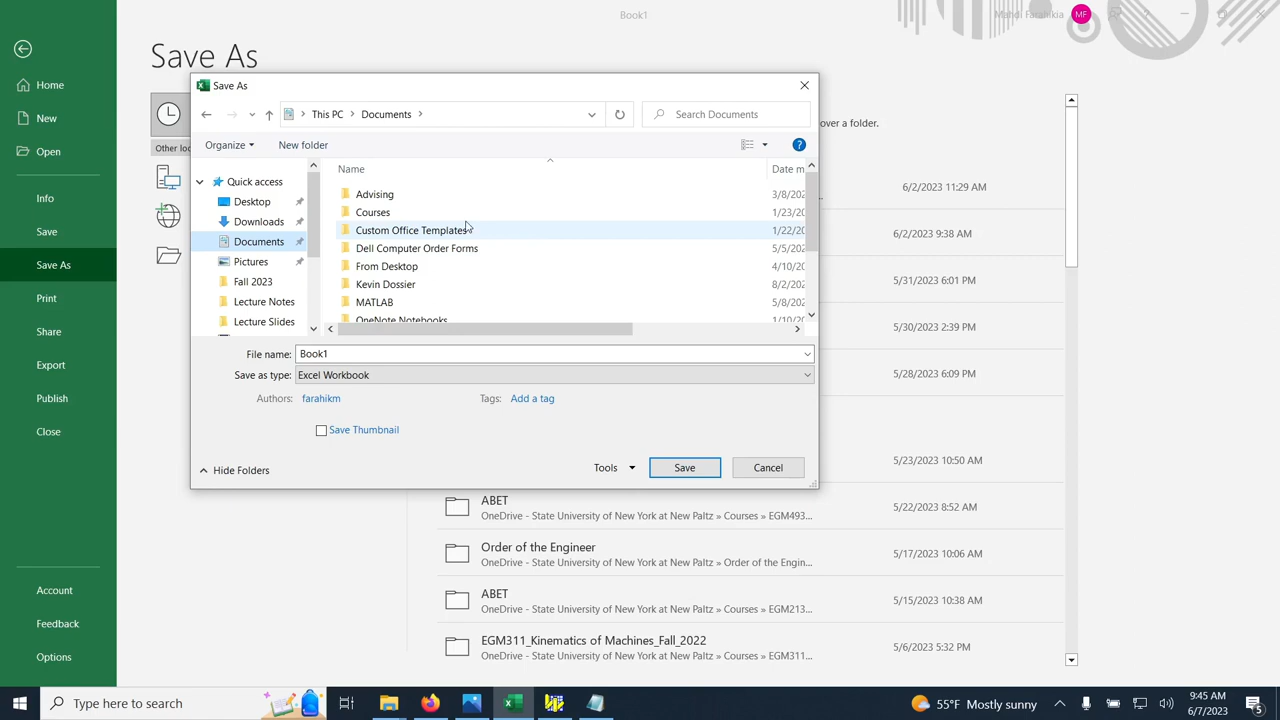 Book1
Mahdi Farahikia MF
Save As
Home
New
Open
Info
Save
Save As
Print
Share
Export
Publish
Close
Account
Feedback
Options
Save As
This PC > Documents >
Search Documents
Organize
New folder
Name
Date m
Quick access
Desktop
Downloads
Documents
Pictures
Fall 2023
Lecture Notes
Lecture Slides
Advising 3/8/202
Courses 1/23/20
Custom Office Templates 1/22/20
Dell Computer Order Forms 5/5/202
From Desktop 4/10/20
Kevin Dossier 8/2/202
MATLAB 5/8/202
OneNote Notebooks 1/10/20
File name: Book1
Save as type: Excel Workbook
Authors: farahikm
Tags: Add a tag
Save Thumbnail
Hide Folders
Tools
Save
Cancel
Other loc
over a folder.
6/2/2023 11:29 AM
6/2/2023 9:38 AM
5/31/2023 6:01 PM
5/30/2023 2:39 PM
5/28/2023 6:09 PM
5/23/2023 10:50 AM
ABET
OneDrive - State University of New York at New Paltz » Courses » EGM493...
5/22/2023 8:52 AM
Order of the Engineer
OneDrive - State University of New York at New Paltz » Order of the Engin...
5/17/2023 10:06 AM
ABET
OneDrive - State University of New York at New Paltz » Courses » EGM213...
5/15/2023 10:38 AM
EGM311_Kinematics of Machines_Fall_2022
OneDrive - State University of New York at New Paltz » Courses » EGM311...
5/6/2023 5:32 PM
Type here to search
55°F Mostly sunny
9:45 AM
6/7/2023
5